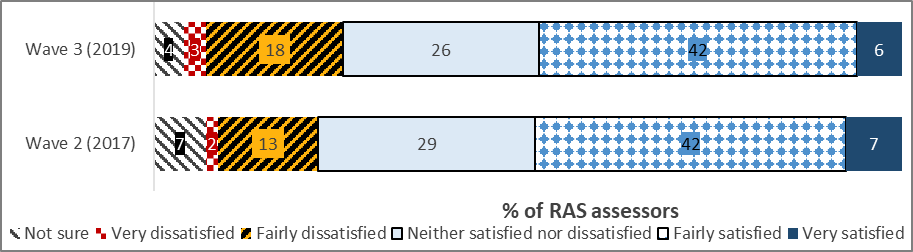 Wave 3 (2019) 4 3 18 26 42 6
Wave 2 (2017) 7 2 13 29 42 7
% of RAS assessors
Not sure Very dissatisfied Fairly dissatisfied Neither satisfied nor dissatisfied Fairly satisfied Very satisfied